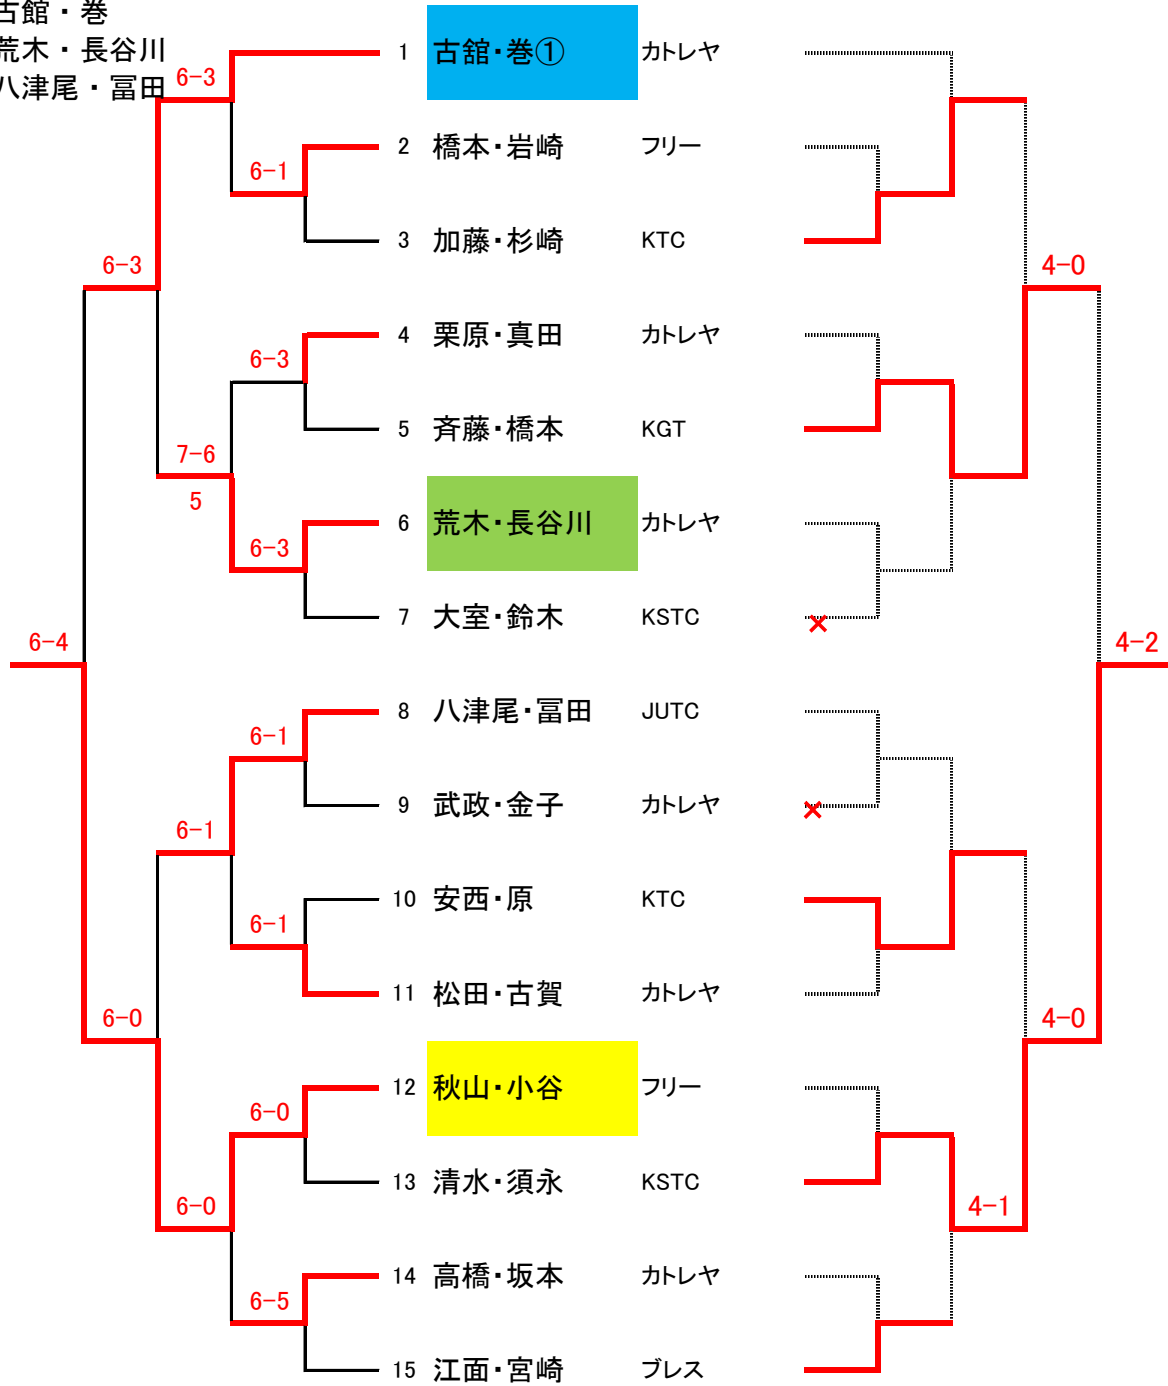 古館・巻
荒木・長谷川
八津尾・冨田
1 古舘・巻① カトレヤ
6-3
2 橋本・岩崎 フリー
6-1
3 加藤・杉崎 KTC
6-3 4-0
4 栗原・真田 カトレヤ
6-3
5 斉藤・橋本 KGT
7-6
5
6 荒木・長谷川 カトレヤ
6-3
7 大室・鈴木 KSTC
6-4 4-2
8 八津尾・冨田 JUTC
6-1
9 武政・金子 カトレヤ
6-1
10 安西・原 KTC
6-1
11 松田・古賀 カトレヤ
6-0 4-0
12 秋山・小谷 フリー
6-0
13 清水・須永 KSTC
6-0 4-1
14 高橋・坂本 カトレヤ
6-5
15 江面・宮崎 ブレス